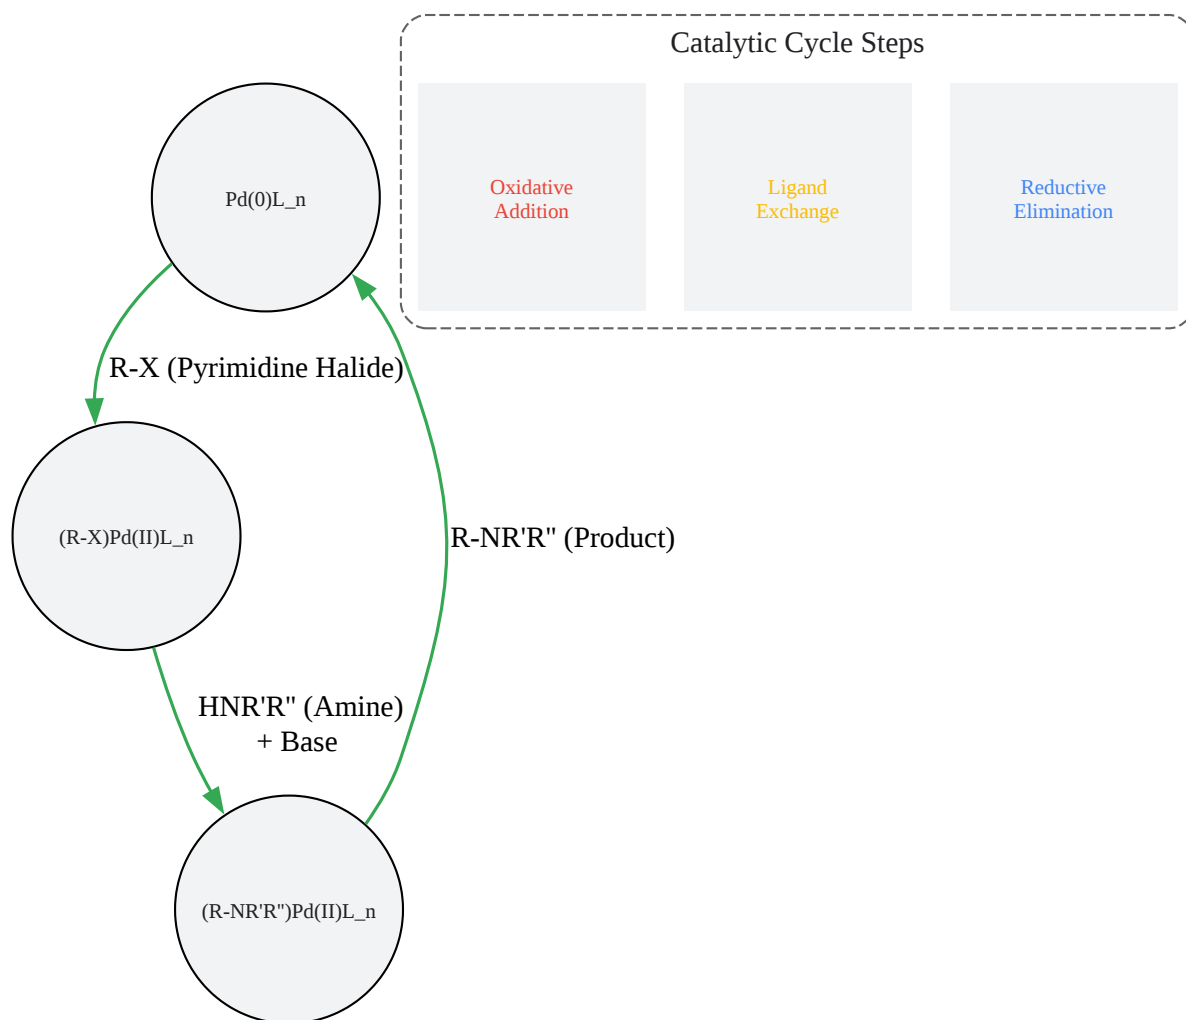 Catalytic Cycle Steps
Oxidative
Addition
Ligand
Exchange
Reductive
Elimination
Pd(0)L_n
R-X (Pyrimidine Halide)
(R-X)Pd(II)L_n
R-NR'R" (Product)
HNR'R" (Amine)
+ Base
(R-NR'R")Pd(II)L_n